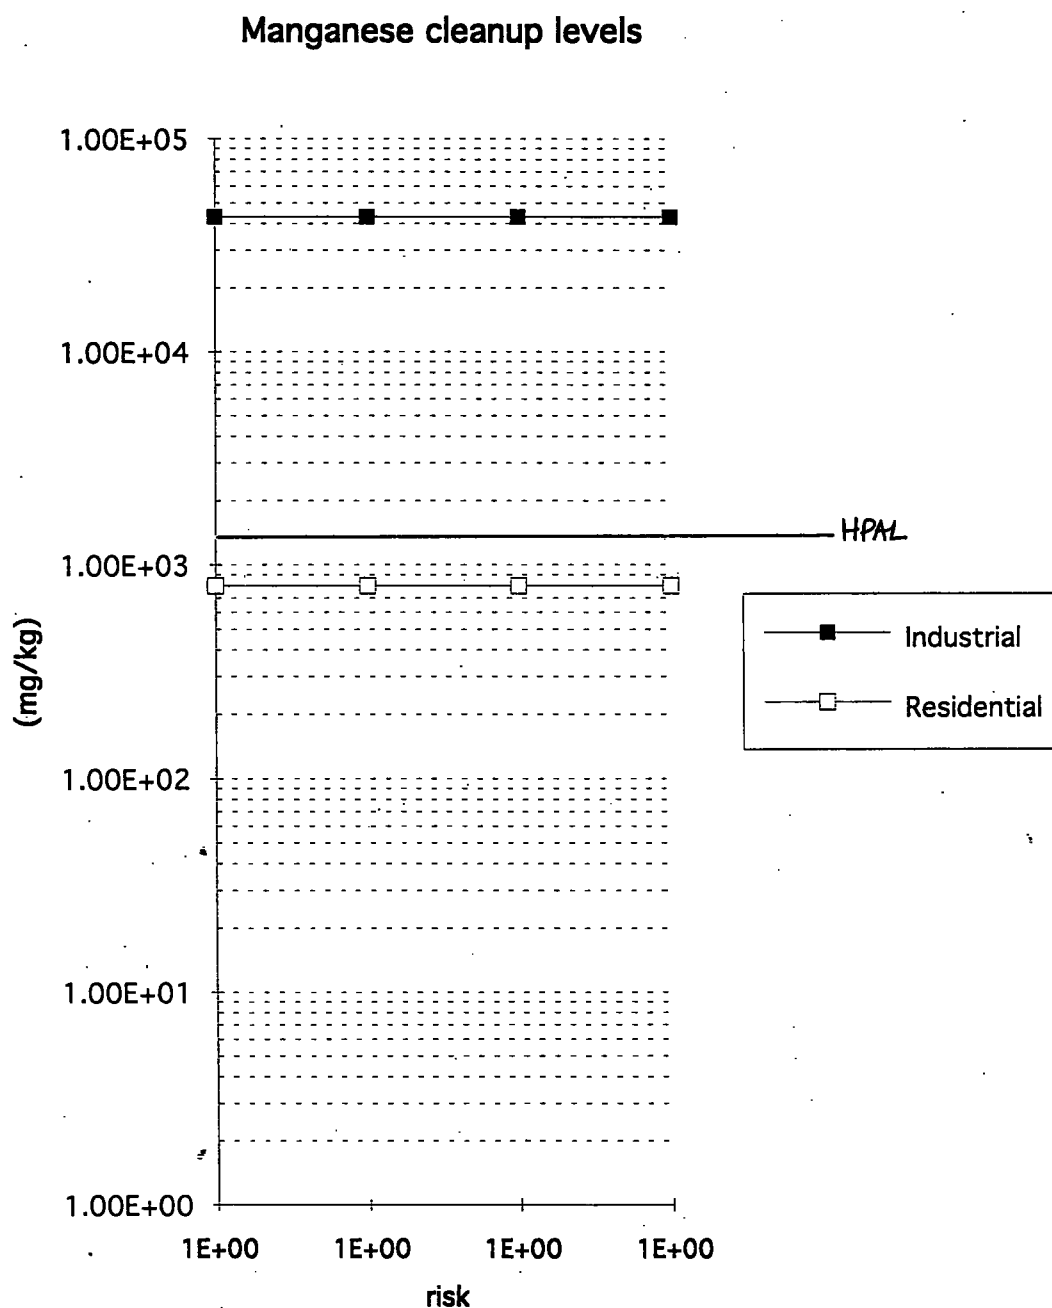 Manganese cleanup levels
1.00E+05
1.00E+04
HPAL
1.00E+03
(mg/kg)
Industrial
Residential
1.00E+02
1.00E+01
1.00E+00
1E+00 1E+00 1E+00 1E+00
risk